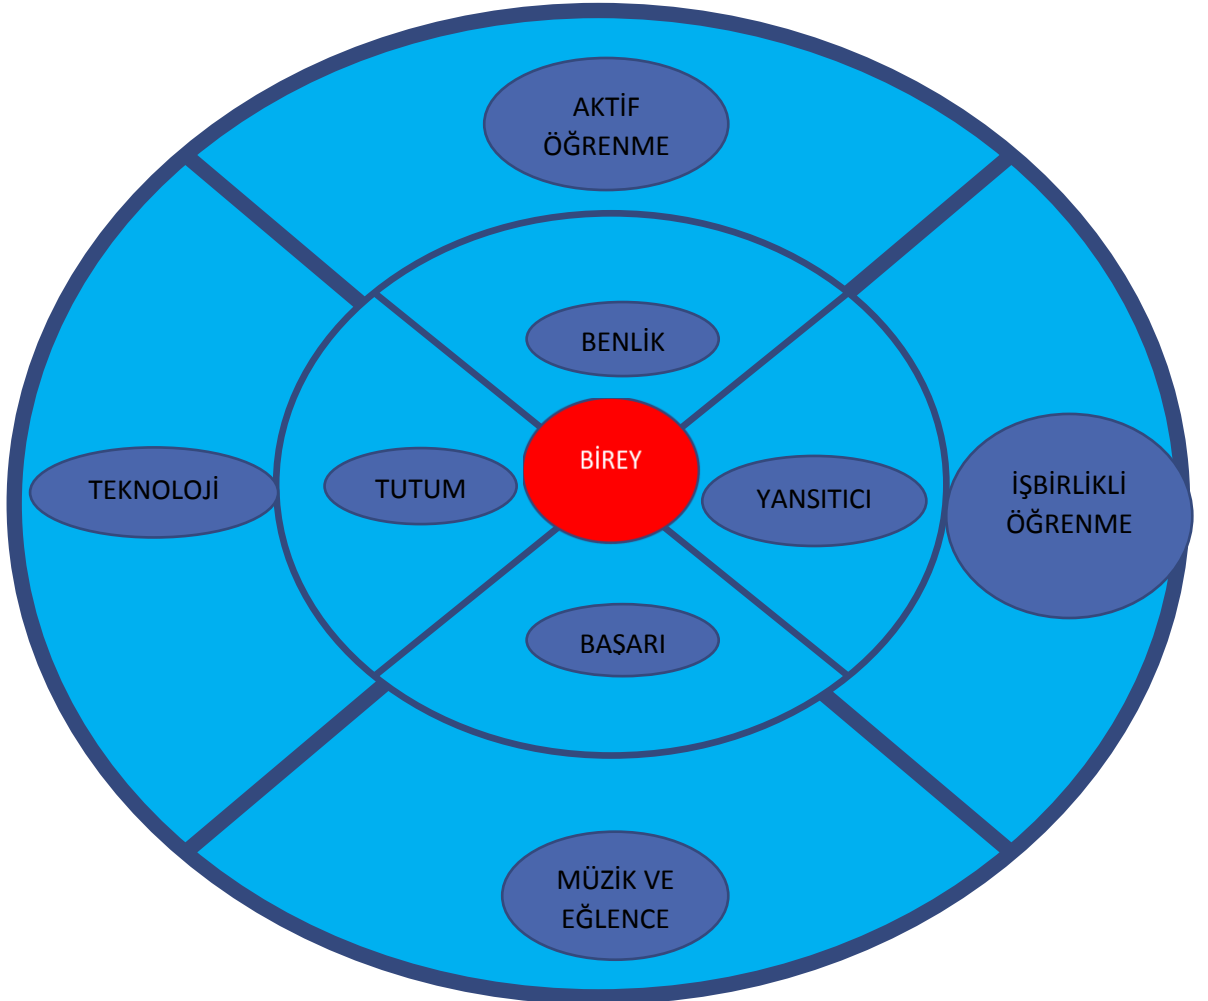 AKTİF
ÖĞRENME
BENLİK
BİREY
TEKNOLOJİ
TUTUM
YANSITICI
İŞBİRLİKLİ
ÖĞRENME
BAŞARI
MÜZİK VE
EĞLENCE